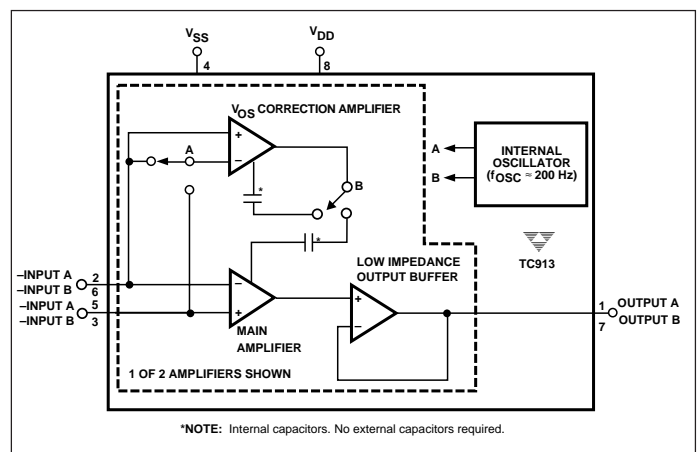 VSS
VDD
4
8
VOS CORRECTION AMPLIFIER
+
A
–
*
B
A
B
INTERNAL
OSCILLATOR
(fOSC ≈ 200 Hz)
TC913
*
LOW IMPEDANCE
OUTPUT BUFFER
–INPUT A
2
–INPUT B
6
–INPUT A
5
–INPUT B
3
–
+
MAIN
AMPLIFIER
+
–
1
OUTPUT A
7
OUTPUT B
1 OF 2 AMPLIFIERS SHOWN
*NOTE: Internal capacitors. No external capacitors required.